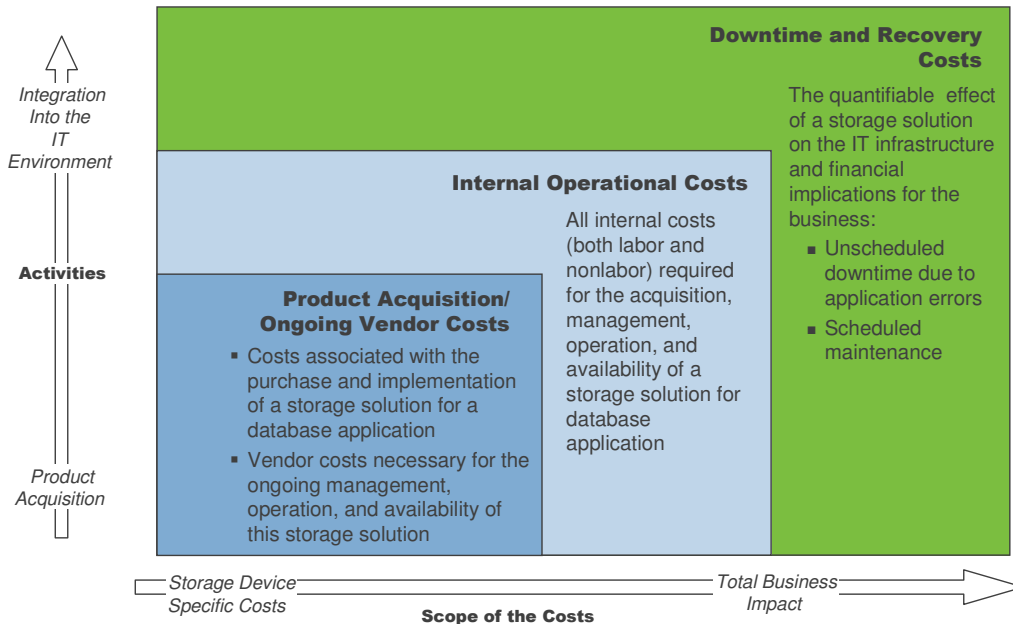 Downtime and Recovery
Costs
The quantifiable effect
of a storage solution
on the IT infrastructure
and financial
implications for the
business:
▪ Unscheduled
downtime due to
application errors
▪ Scheduled
maintenance
Internal Operational Costs
All internal costs
(both labor and
nonlabor) required
for the acquisition,
management,
operation, and
availability of a
storage solution for
database
application
Product Acquisition/
Ongoing Vendor Costs
▪ Costs associated with the
purchase and implementation
of a storage solution for a
database application
▪ Vendor costs necessary for the
ongoing management,
operation, and availability of
this storage solution
Integration
Into the
IT
Environment
Activities
Product
Acquisition
Storage Device
Specific Costs
Scope of the Costs
Total Business
Impact